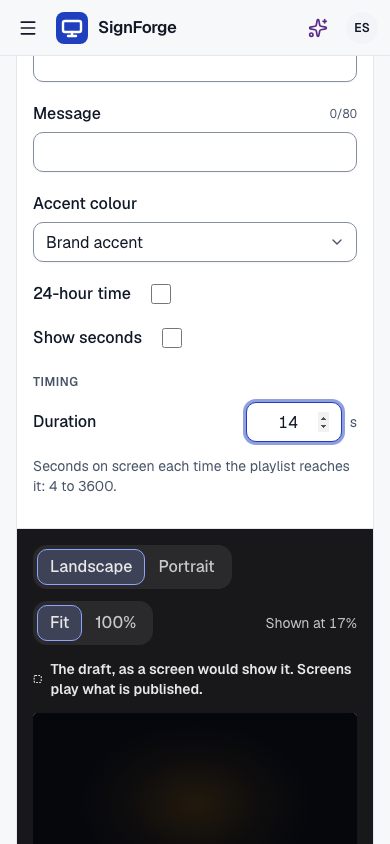 SignForge
ES
Message
0/80
Accent colour
Brand accent
24-hour time
Show seconds
TIMING
Duration
14
s
Seconds on screen each time the playlist reaches
it: 4 to 3600.
Landscape
Portrait
Fit
100%
Shown at 17%
The draft, as a screen would show it. Screens
play what is published.